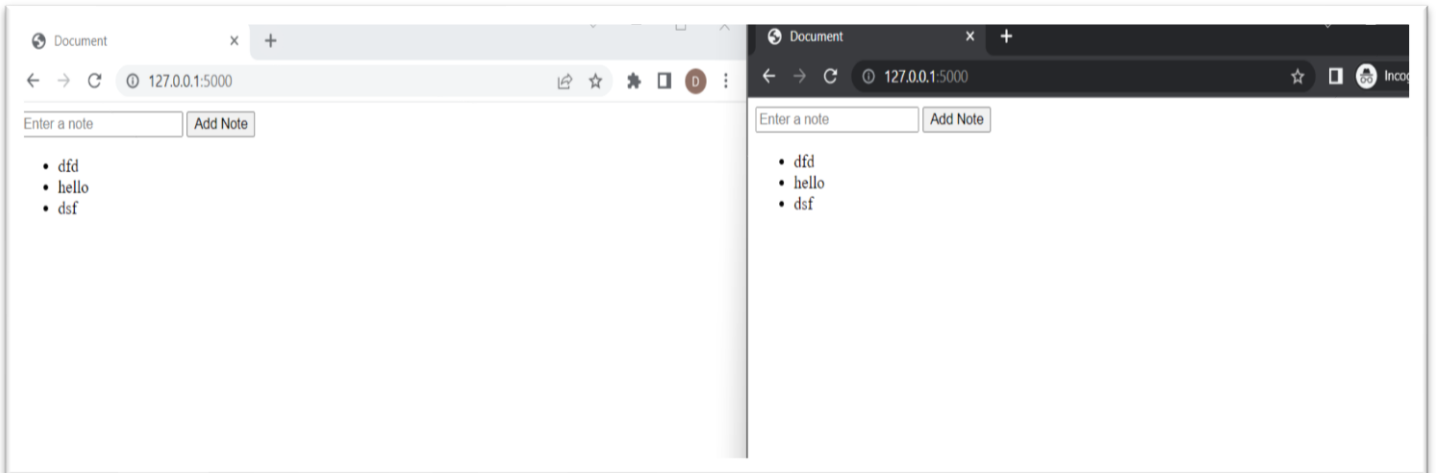 Document
127.0.0.1:5000
D
Enter a note
Add Note
dfd
hello
dsf
Document
127.0.0.1:5000
Enter a note
Add Note
dfd
hello
dsf